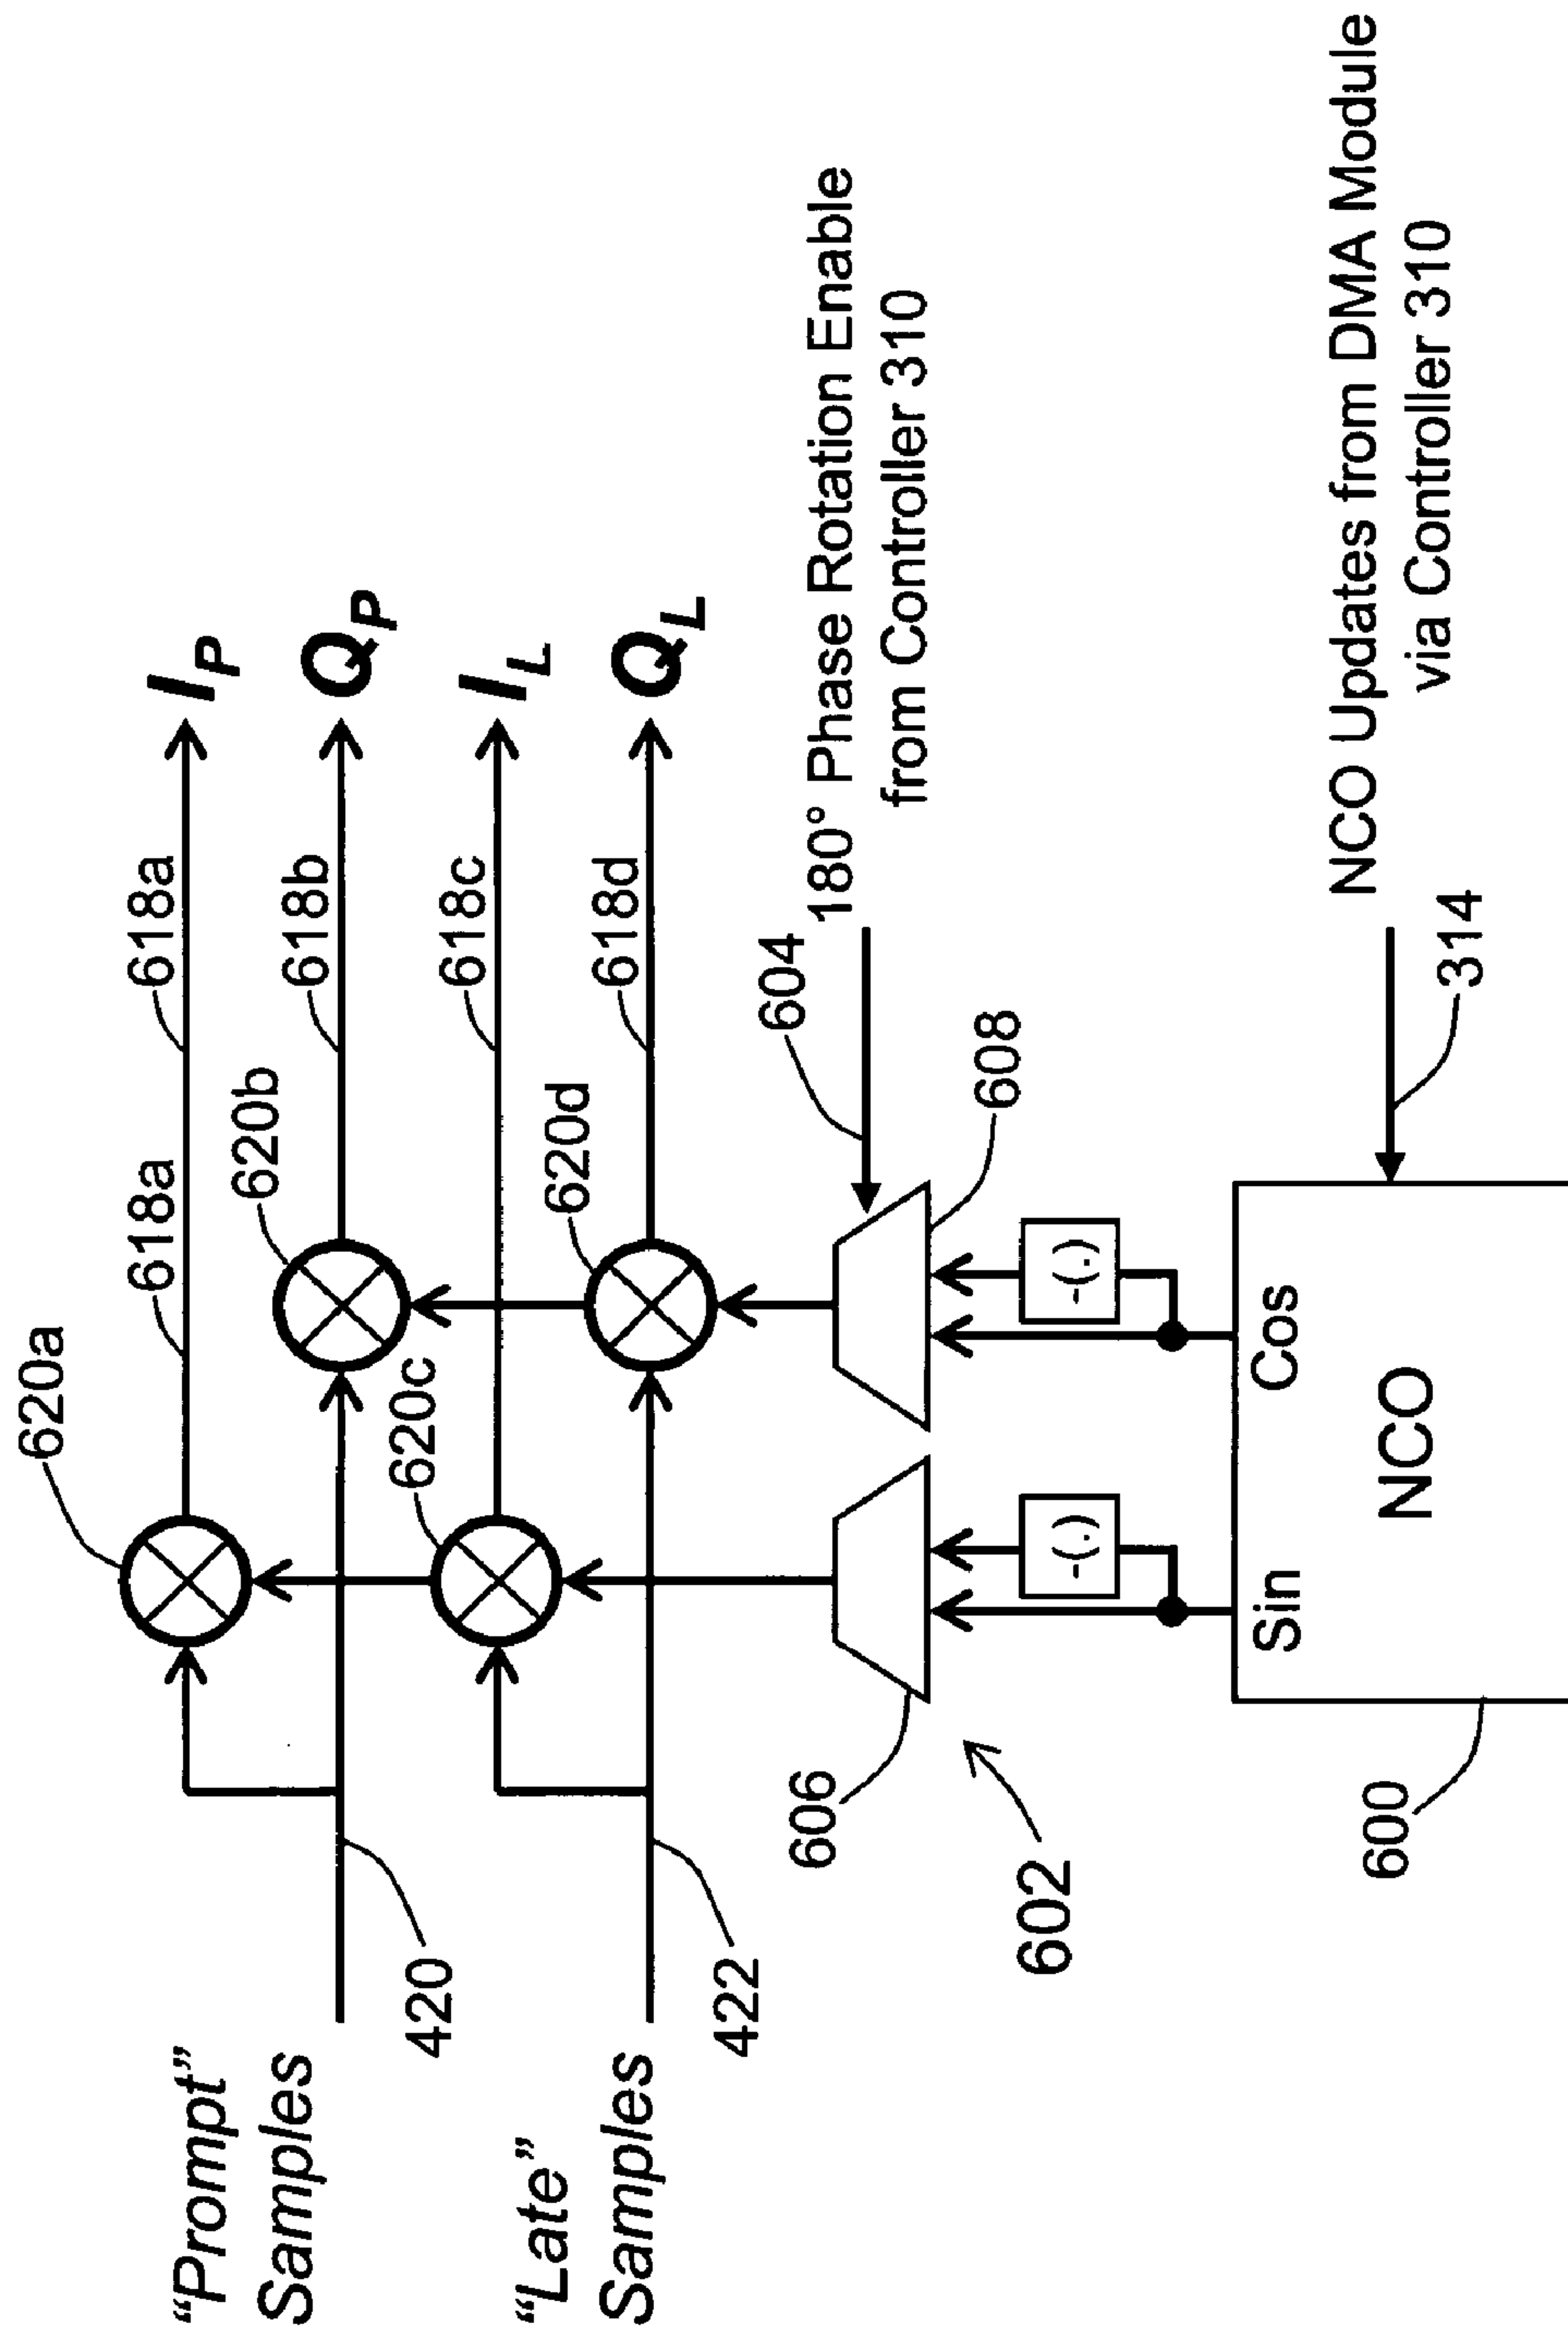 620a
618a
618a
I_P
"Prompt"
Samples
620b
618b
Q_P
420
620c
618c
I_L
"Late"
Samples
620d
618d
Q_L
422
604
180° Phase Rotation Enable
from Controller 310
606
608
602
-(.)
-(.)
Sin
Cos
NCO
600
NCO Updates from DMA Module
via Controller 310
314